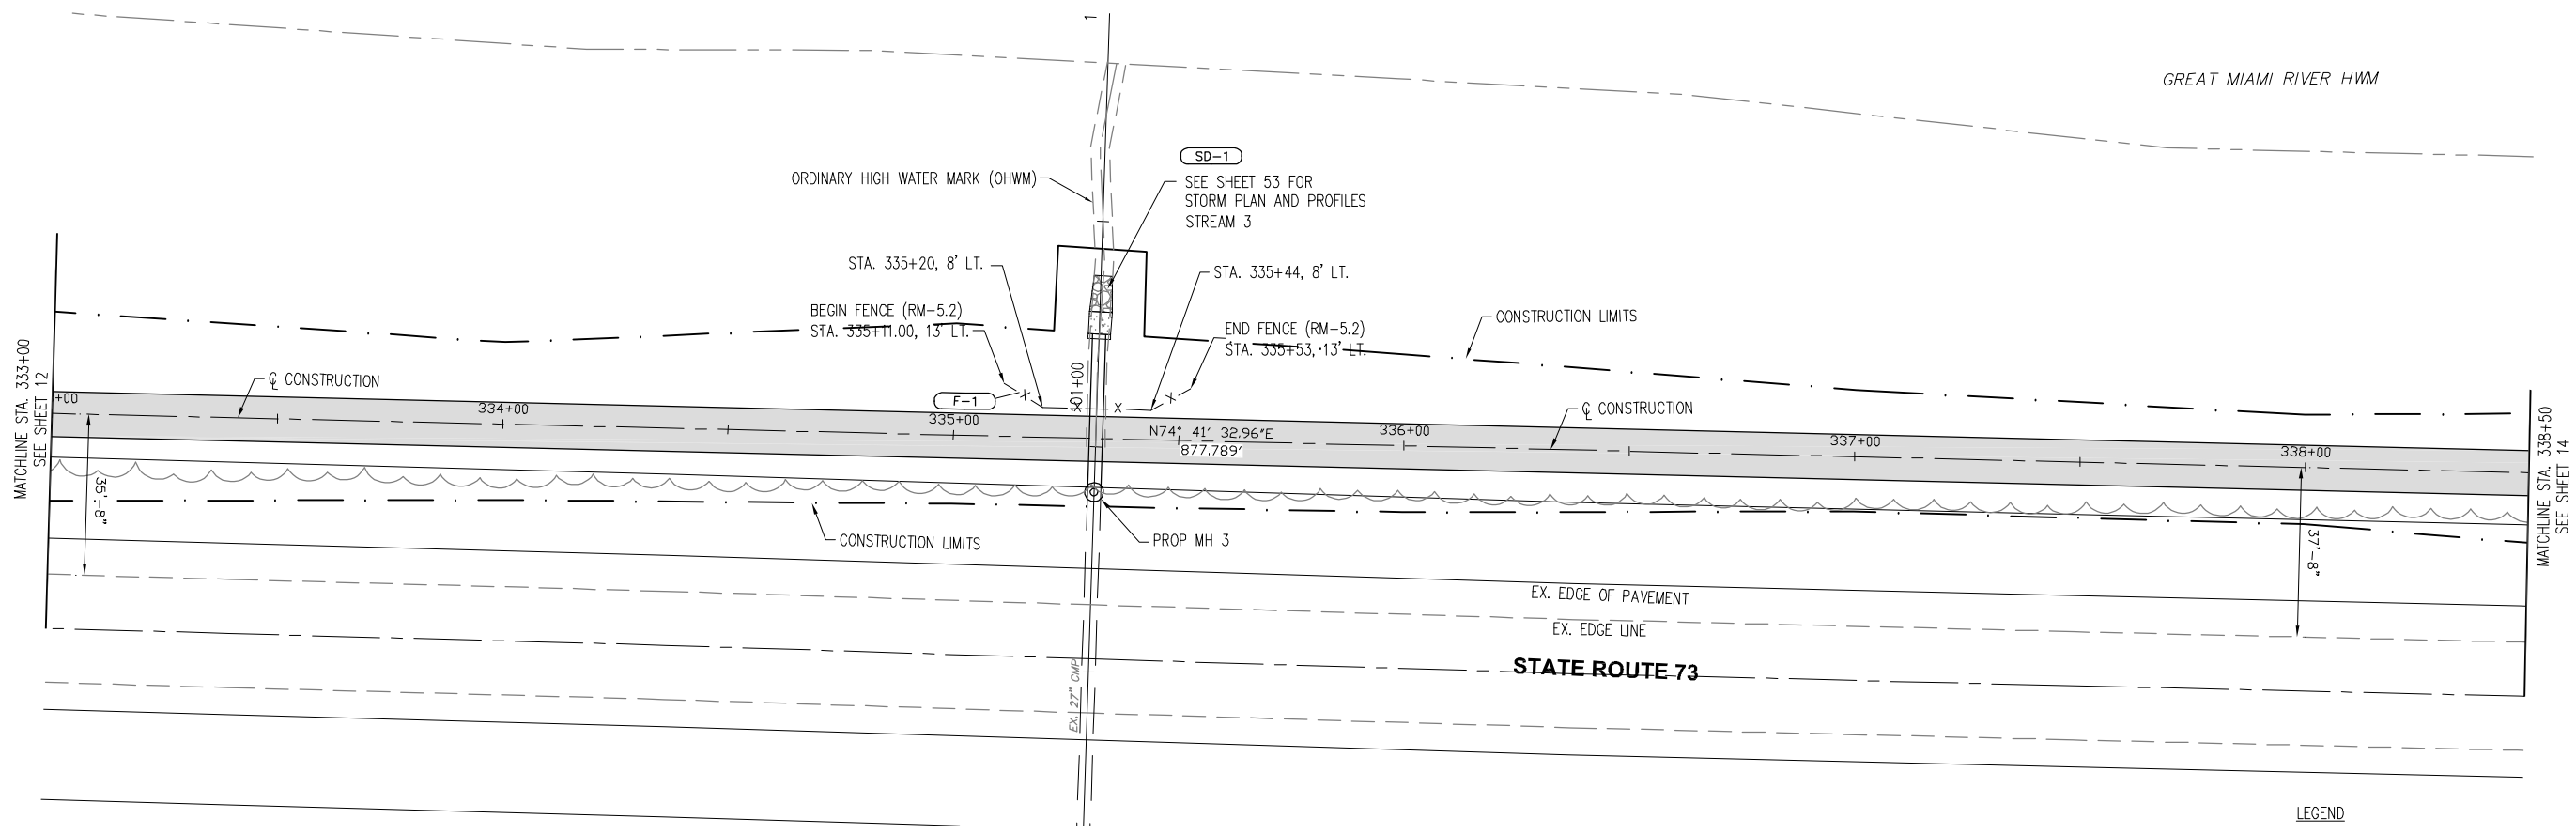 1
GREAT MIAMI RIVER HWM
SD-1
ORDINARY HIGH WATER MARK (OHWM)
SEE SHEET 53 FOR
STORM PLAN AND PROFILES
STREAM 3
STA. 335+20, 8' LT.
STA. 335+44, 8' LT.
BEGIN FENCE (RM-5.2)
STA. 335+11.00, 13' LT.
END FENCE (RM-5.2)
STA. 335+53, 13' LT.
CONSTRUCTION LIMITS
MATCHLINE STA. 333+00
SEE SHEET 12
℄ CONSTRUCTION
F-1
X
X
X
X
101+00
+00
334+00
335+00
N74° 41' 32.96"E
877.789'
336+00
℄ CONSTRUCTION
337+00
338+00
MATCHLINE STA. 338+50
SEE SHEET 14
35'-8"
CONSTRUCTION LIMITS
PROP MH 3
37'-8"
EX. EDGE OF PAVEMENT
EX. EDGE LINE
STATE ROUTE 73
EX. 27" CMP
LEGEND